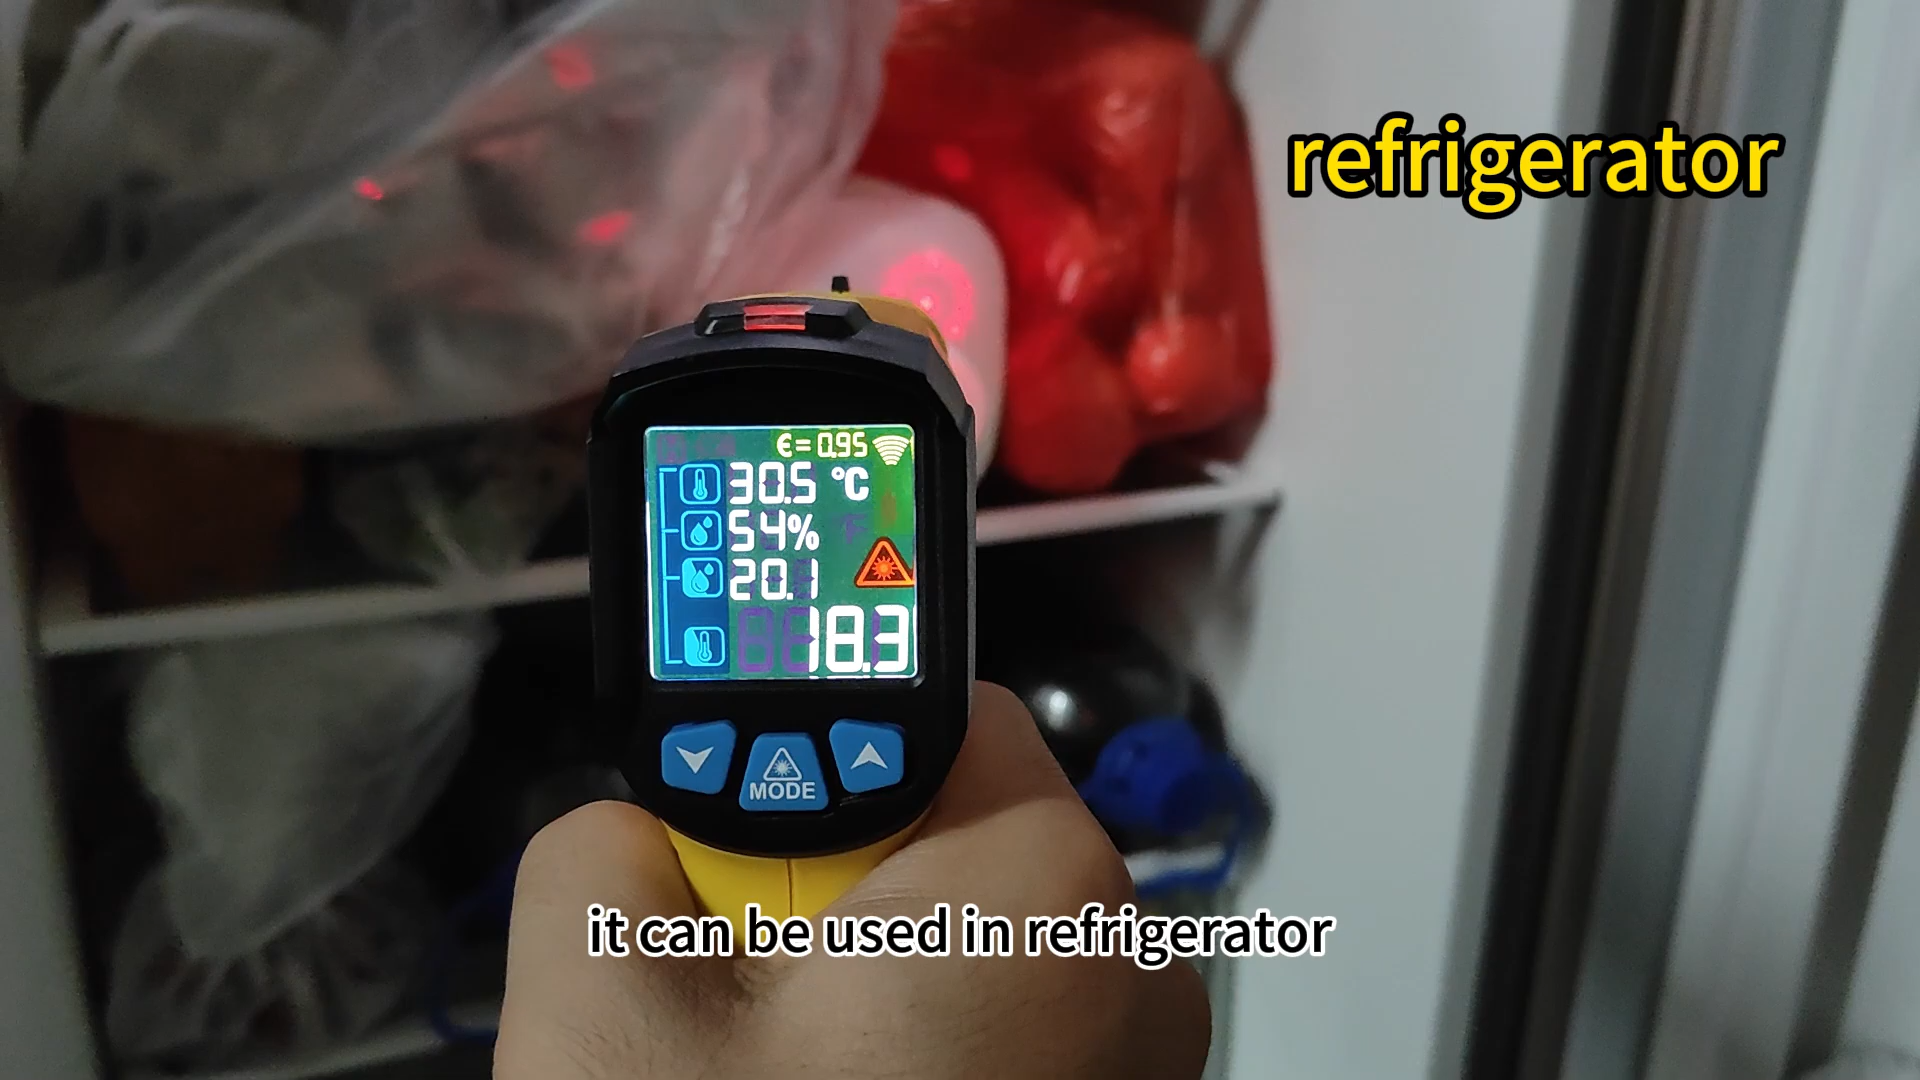 refrigerator
€= 0.95
30.5 °C
54%
20.1
18.3
MODE
it can be used in refrigerator